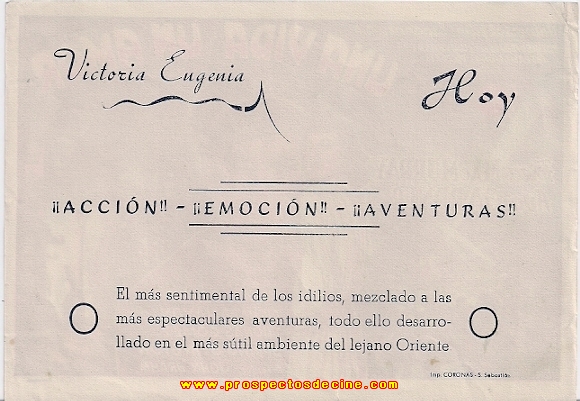 Victoria Eugenia
Hoy
¡¡ACCIÓN!! - ¡¡EMOCIÓN!! - ¡¡AVENTURAS!!
El más sentimental de los idilios, mezclado a las
más espectaculares aventuras, todo ello desarro-
llado en el más sútil ambiente del lejano Oriente
Imp. CORONAS - S. Sebastián
www.prospectosdecine.com